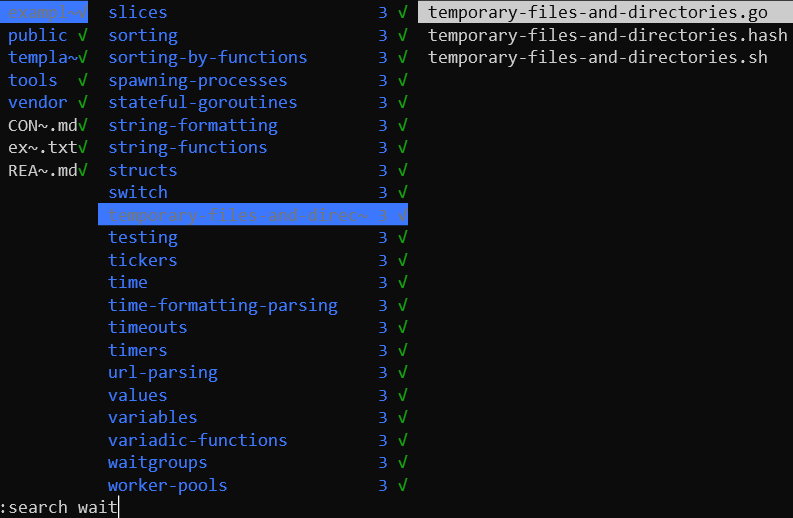 exampl~
public √
templa~√
tools √
vendor √
CON~.md√
ex~.txt√
REA~.md√
slices 3 √
sorting 3 √
sorting-by-functions 3 √
spawning-processes 3 √
stateful-goroutines 3 √
string-formatting 3 √
string-functions 3 √
structs 3 √
switch 3 √
temporary-files-and-direc~ 3 √
testing 3 √
tickers 3 √
time 3 √
time-formatting-parsing 3 √
timeouts 3 √
timers 3 √
url-parsing 3 √
values 3 √
variables 3 √
variadic-functions 3 √
waitgroups 3 √
worker-pools 3 √
temporary-files-and-directories.go
temporary-files-and-directories.hash
temporary-files-and-directories.sh
:search wait